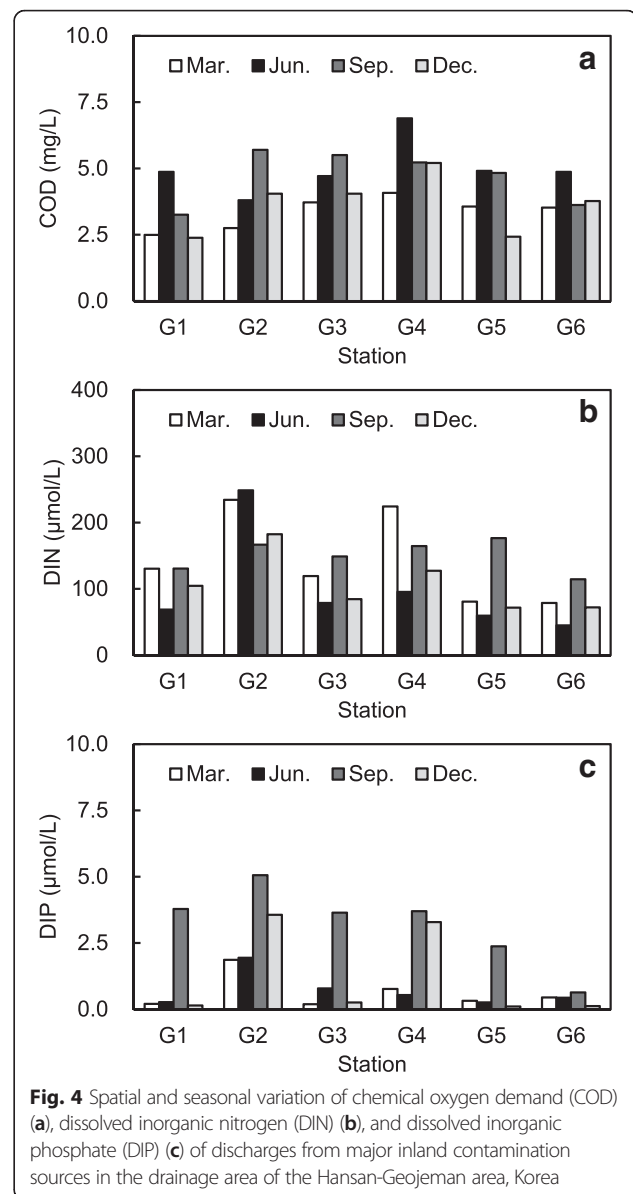 a
10.0
Mar. Jun. Sep. Dec.
7.5
COD (mg/L)
5.0
2.5
0.0
G1 G2 G3 G4 G5 G6
Station
b
400
Mar. Jun. Sep. Dec.
300
DIN (µmol/L)
200
100
0
G1 G2 G3 G4 G5 G6
Station
c
10.0
Mar. Jun. Sep. Dec.
7.5
DIP (µmol/L)
5.0
2.5
0.0
G1 G2 G3 G4 G5 G6
Station
Fig. 4 Spatial and seasonal variation of chemical oxygen demand (COD)
(a), dissolved inorganic nitrogen (DIN) (b), and dissolved inorganic
phosphate (DIP) (c) of discharges from major inland contamination
sources in the drainage area of the Hansan-Geojeman area, Korea